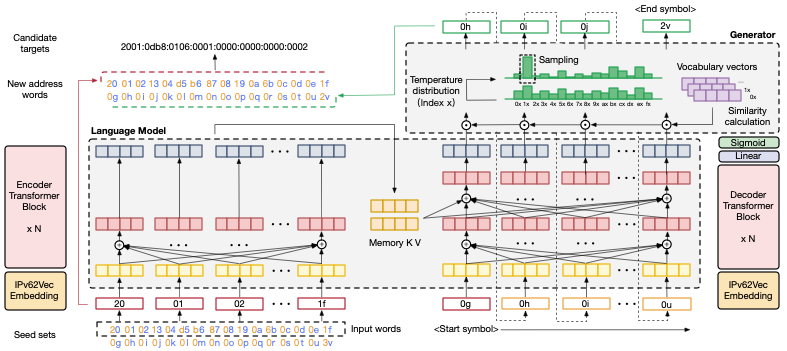 <End symbol>
Candidate targets
2001:0db8:0106:0001:0000:0000:0000:0002
0h
0i
0j
2v
Generator
New address words
20 01 02 13 04 d5 b6 87 08 19 0a 6b 0c 0d 0e 1f
0g 0h 0i 0j 0k 0l 0m 0n 0o 0p 0q 0r 0s 0t 0u 2v
Temperature distribution (Index x)
Sampling
0x 1x 2x 3x 4x 5x 6x 7x 8x 9x ax bx cx dx ex fx
Vocabulary vectors
...
1x
0x
Similarity calculation
Language Model
Sigmoid
Linear
Encoder Transformer Block
x N
Memory K V
Decoder Transformer Block
x N
IPv62Vec Embedding
IPv62Vec Embedding
20
01
02
1f
0g
0h
0i
0u
Seed sets
20 01 02 13 04 d5 b6 87 08 19 0a 6b 0c 0d 0e 1f
0g 0h 0i 0j 0k 0l 0m 0n 0o 0p 0q 0r 0s 0t 0u 3v
Input words
<Start symbol>